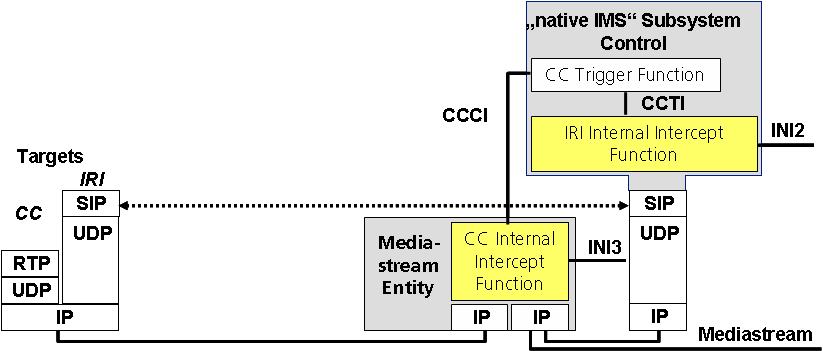 „native IMS“ Subsystem
Control
CC Trigger Function
CCTI
CCCI
IRI Internal Intercept
Function
INI2
Targets
IRI
CC
SIP
UDP
RTP
UDP
IP
Media-
stream
Entity
CC Internal
Intercept
Function
INI3
IP
IP
SIP
UDP
IP
Mediastream